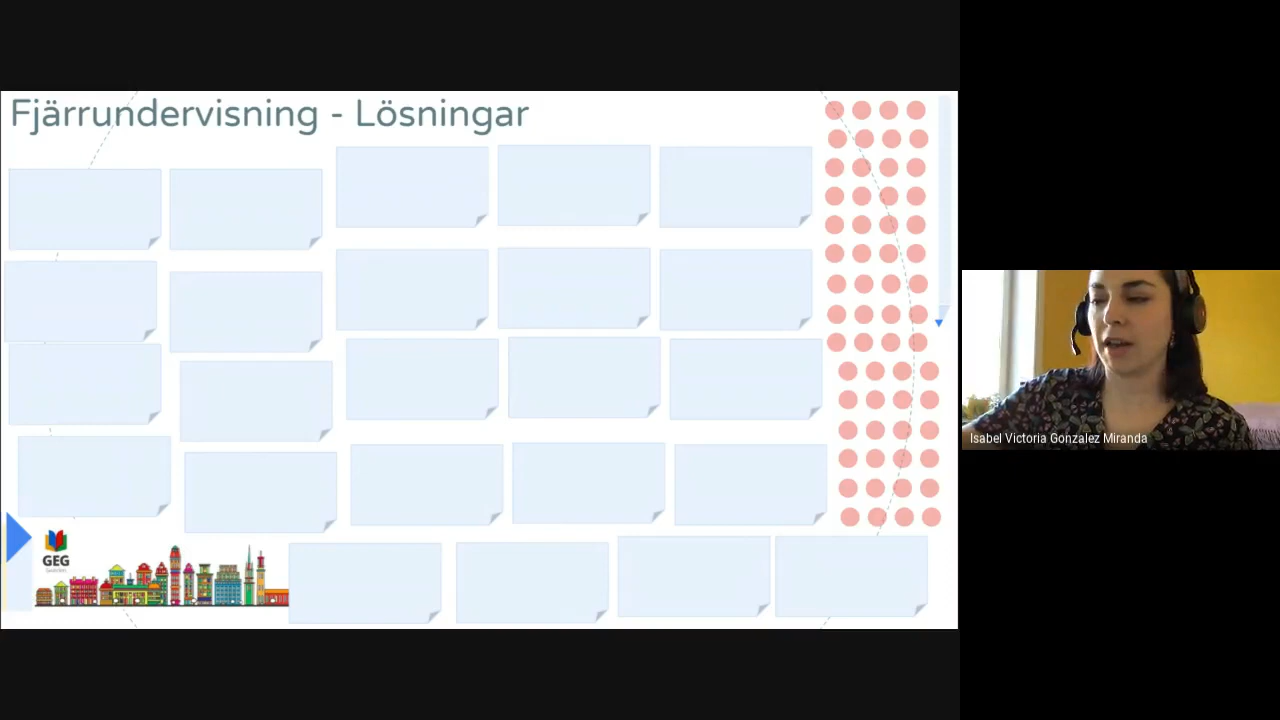 Fjärrundervisning - Lösningar
GEG
Isabel Victoria Gonzalez Miranda